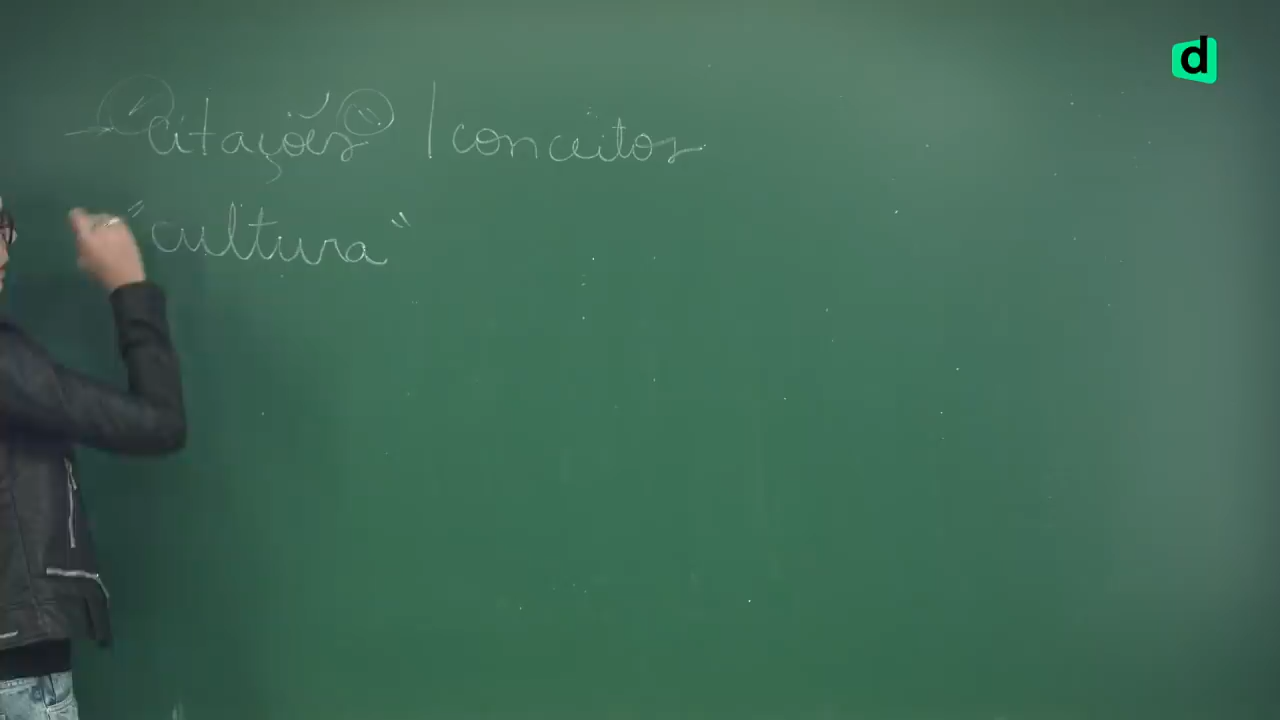 d
→ "citações" / conceitos
"cultura"